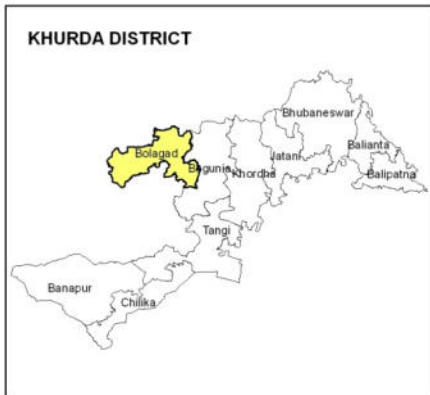 KHURDA DISTRICT
Bhubaneswar
Bolagad
Begunia
Khordha
Jatani
Balianta
Balipatna
Tangi
Banapur
Chilika